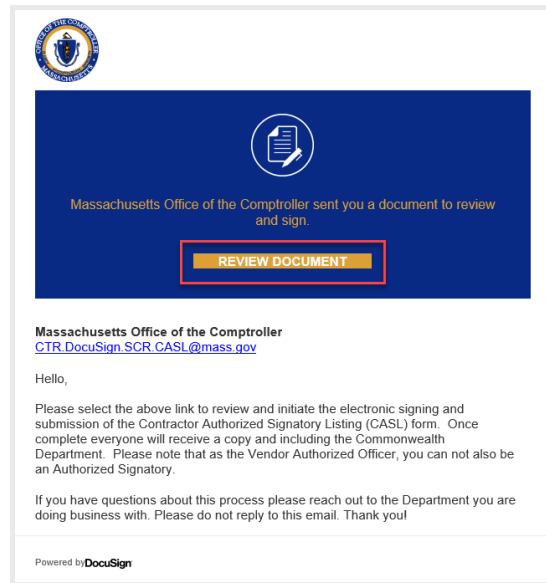 OFFICE OF THE COMPTROLLER
MASSACHUSETTS
Massachusetts Office of the Comptroller sent you a document to review
and sign.
REVIEW DOCUMENT
Massachusetts Office of the Comptroller
CTR.DocuSign.SCR.CASL@mass.gov
Hello,
Please select the above link to review and initiate the electronic signing and
submission of the Contractor Authorized Signatory Listing (CASL) form.  Once
complete everyone will receive a copy and including the Commonwealth
Department.  Please note that as the Vendor Authorized Officer, you can not also be
an Authorized Signatory.
If you have questions about this process please reach out to the Department you are
doing business with. Please do not reply to this email. Thank you!
Powered by DocuSign